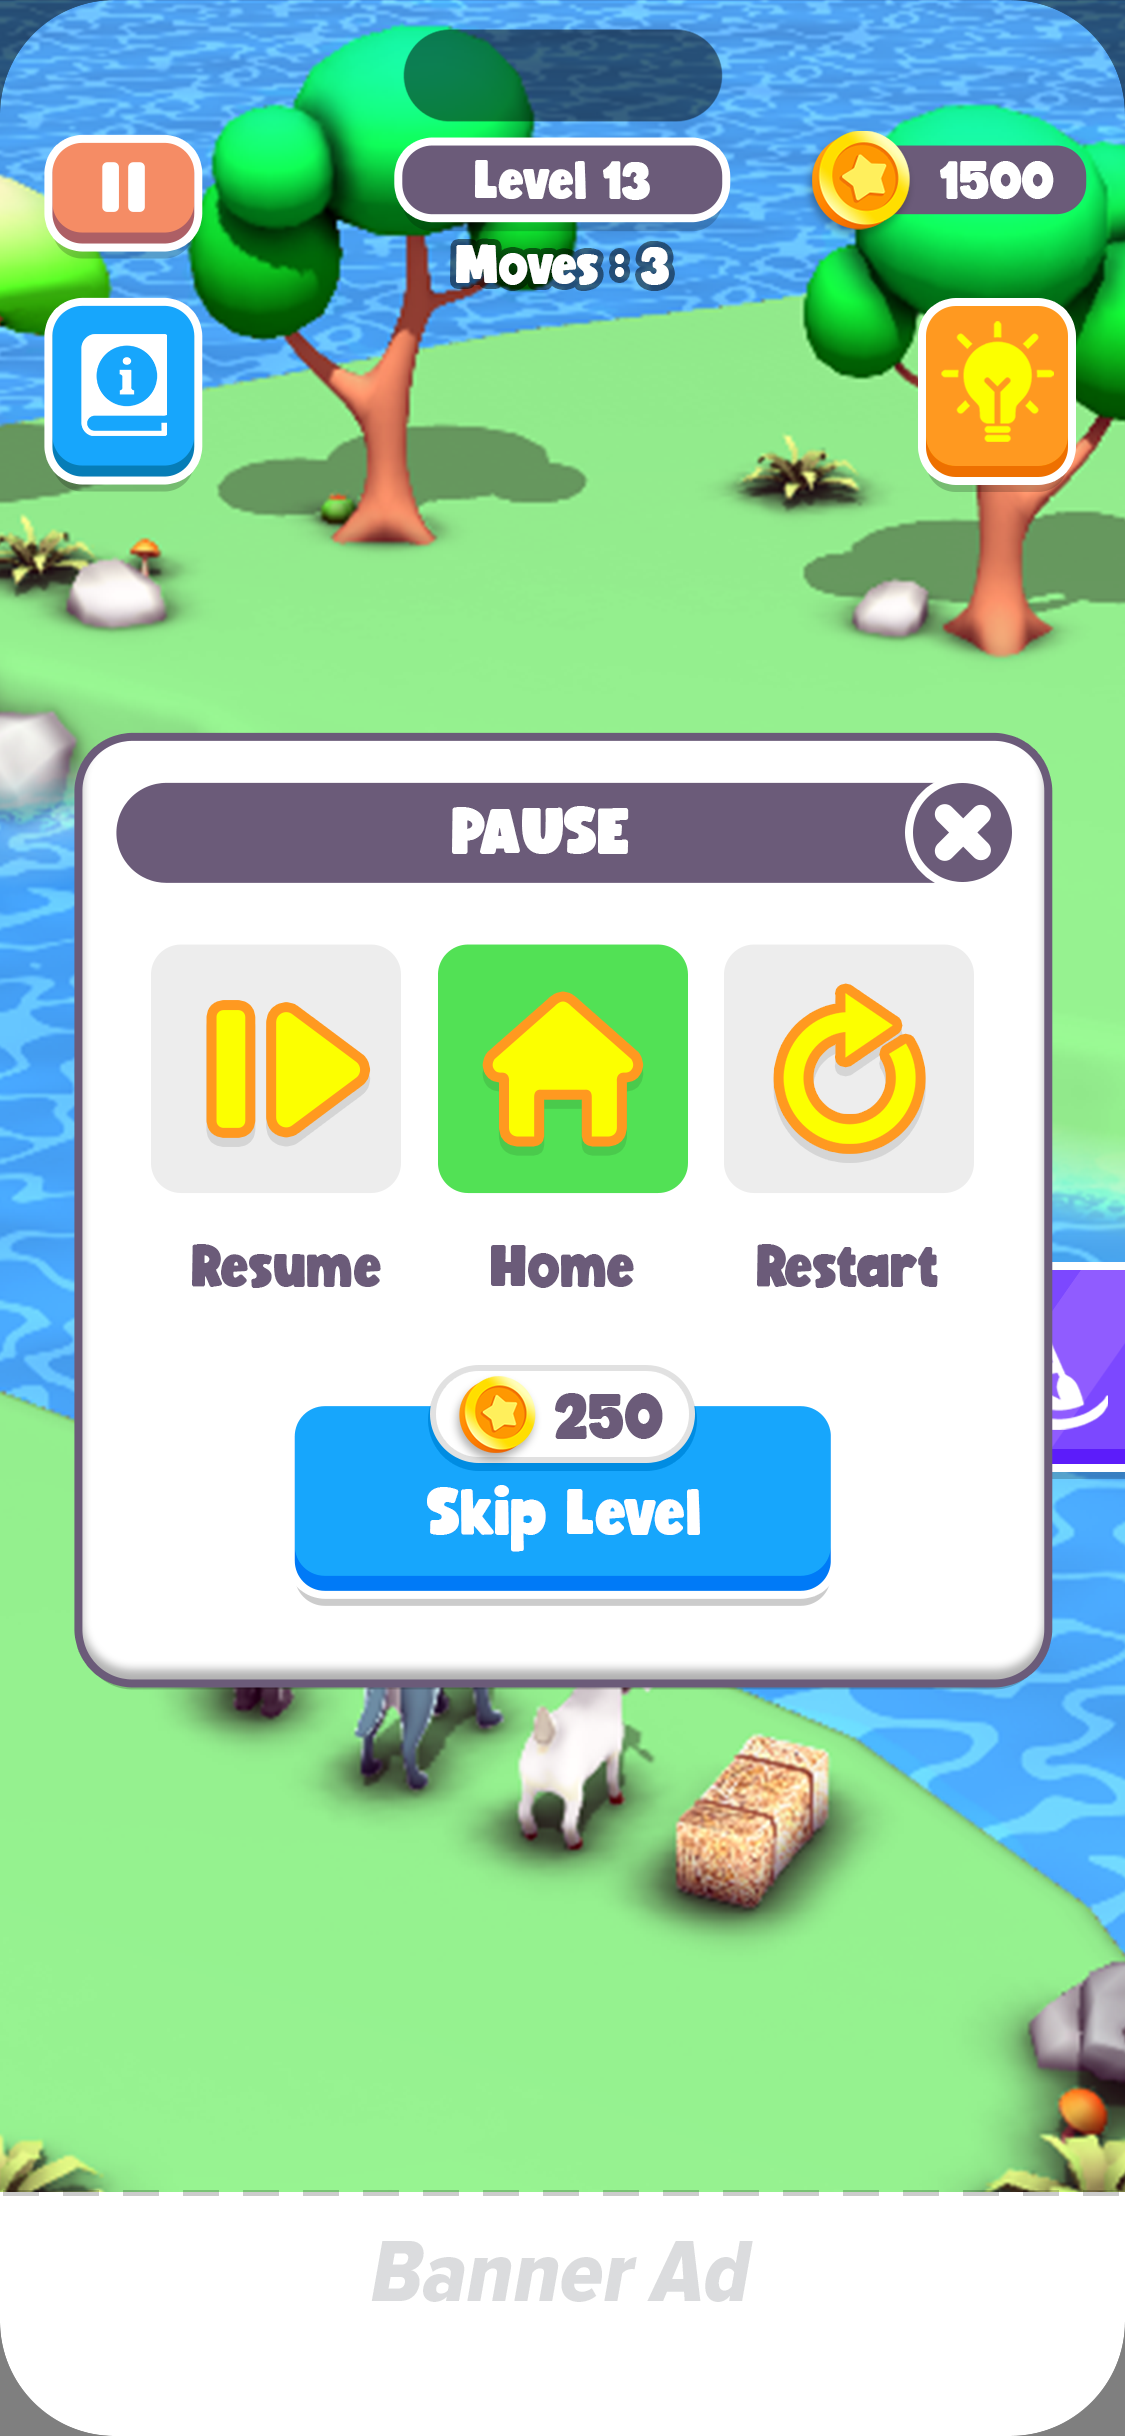 Level 13
1500
Moves : 3
i
PAUSE
Resume
Home
Restart
250
Skip Level
Banner Ad